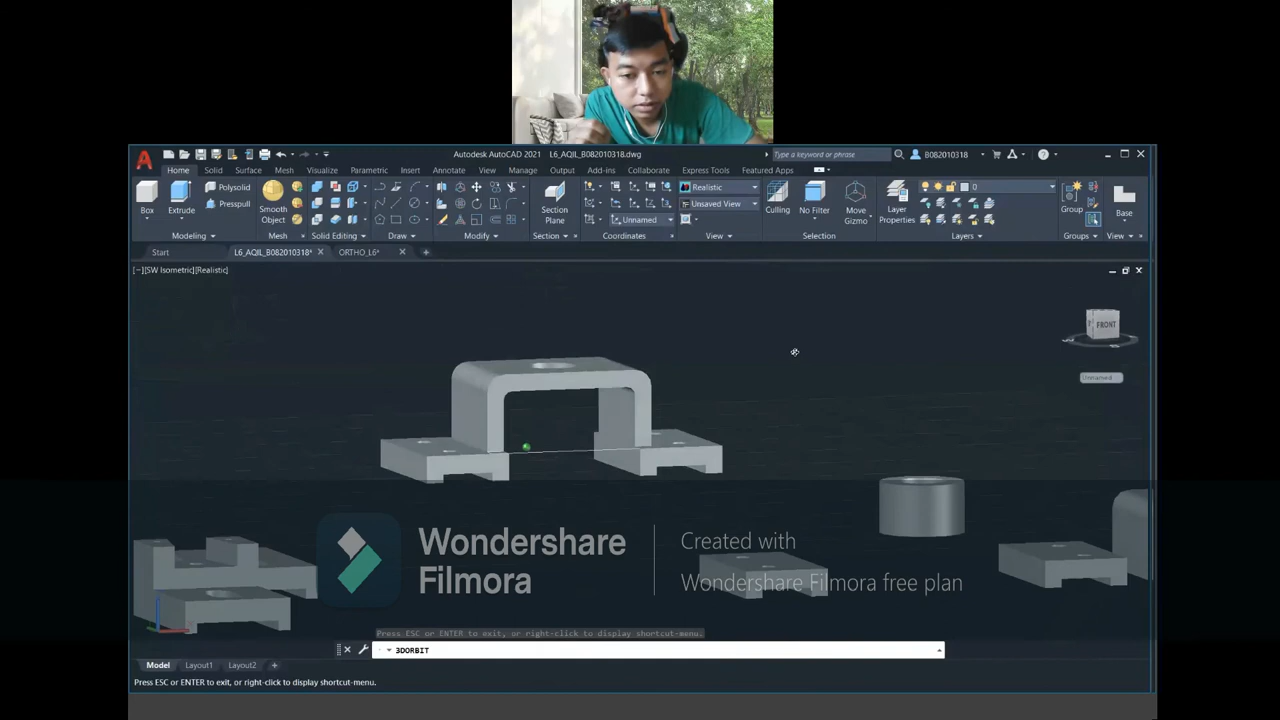 Autodesk AutoCAD 2021 L6_AQIL_B082010318.dwg
Type a keyword or phrase
B082010318
Home Solid Surface Mesh Visualize Parametric Insert Annotate View Manage Output Add-ins Collaborate Express Tools Featured Apps
Box
Extrude
Polysolid
Presspull
Smooth
Object
Section
Plane
Unnamed
Realistic
Unsaved View
Culling
No Filter
Move
Gizmo
Layer
Properties
0
Group
Base
Modeling Mesh Solid Editing Draw Modify Section Coordinates View Selection Layers Groups View
Start L6_AQIL_B082010318* ORTHO_L6*
[−][SW Isometric][Realistic]
FRONT
Unnamed
Wondershare
Filmora
Created with
Wondershare Filmora free plan
Press ESC or ENTER to exit, or right-click to display shortcut-menu.
3DORBIT
Model Layout1 Layout2 +
Press ESC or ENTER to exit, or right-click to display shortcut-menu.